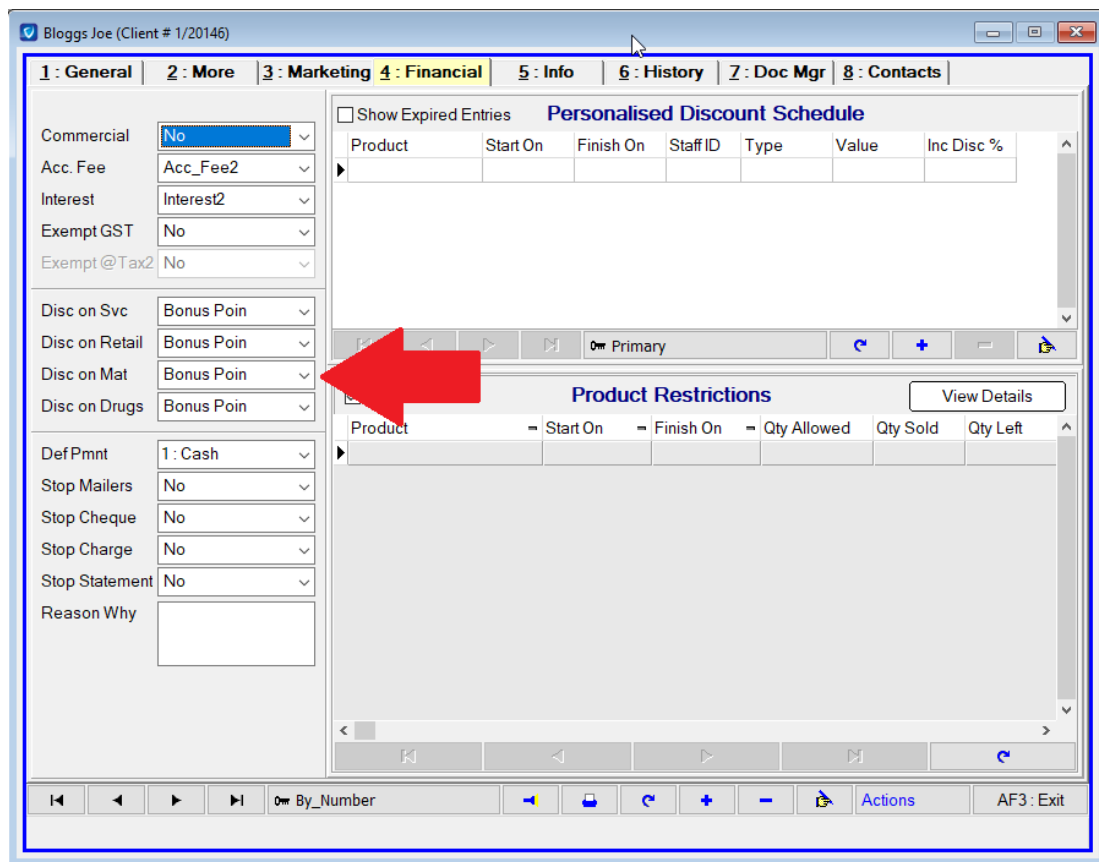 Bloggs Joe (Client # 1/20146)
1 : General 2 : More 3 : Marketing 4 : Financial 5 : Info 6 : History 7 : Doc Mgr 8 : Contacts
Commercial No
Acc. Fee Acc_Fee2
Interest Interest2
Exempt GST No
Exempt @Tax2 No
Disc on Svc Bonus Poin
Disc on Retail Bonus Poin
Disc on Mat Bonus Poin
Disc on Drugs Bonus Poin
Def Pmnt 1 : Cash
Stop Mailers No
Stop Cheque No
Stop Charge No
Stop Statement No
Reason Why
Show Expired Entries Personalised Discount Schedule
Product Start On Finish On Staff ID Type Value Inc Disc %
Primary
Product Restrictions View Details
Product Start On Finish On Qty Allowed Qty Sold Qty Left
By_Number Actions AF3 : Exit